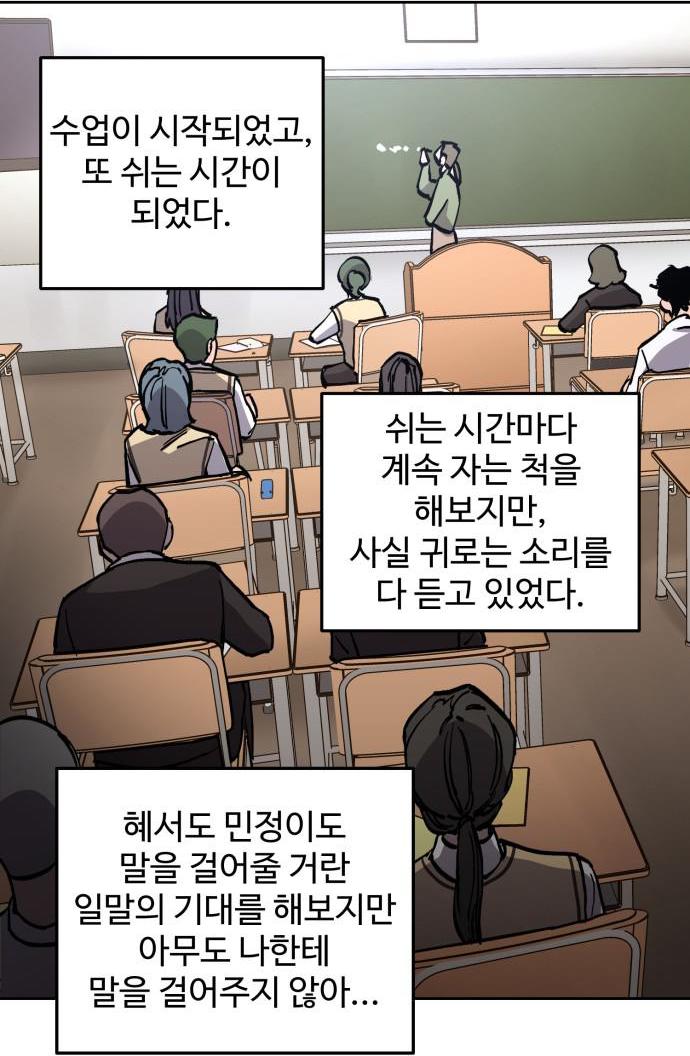 수업이 시작되었고,
또 쉬는 시간이
되었다.
쉬는 시간마다
계속 자는 척을
해보지만,
사실 귀로는 소리를
다 듣고 있었다.
혜서도 민정이도
말을 걸어줄 거란
일말의 기대를 해보지만
아무도 나한테
말을 걸어주지 않아...